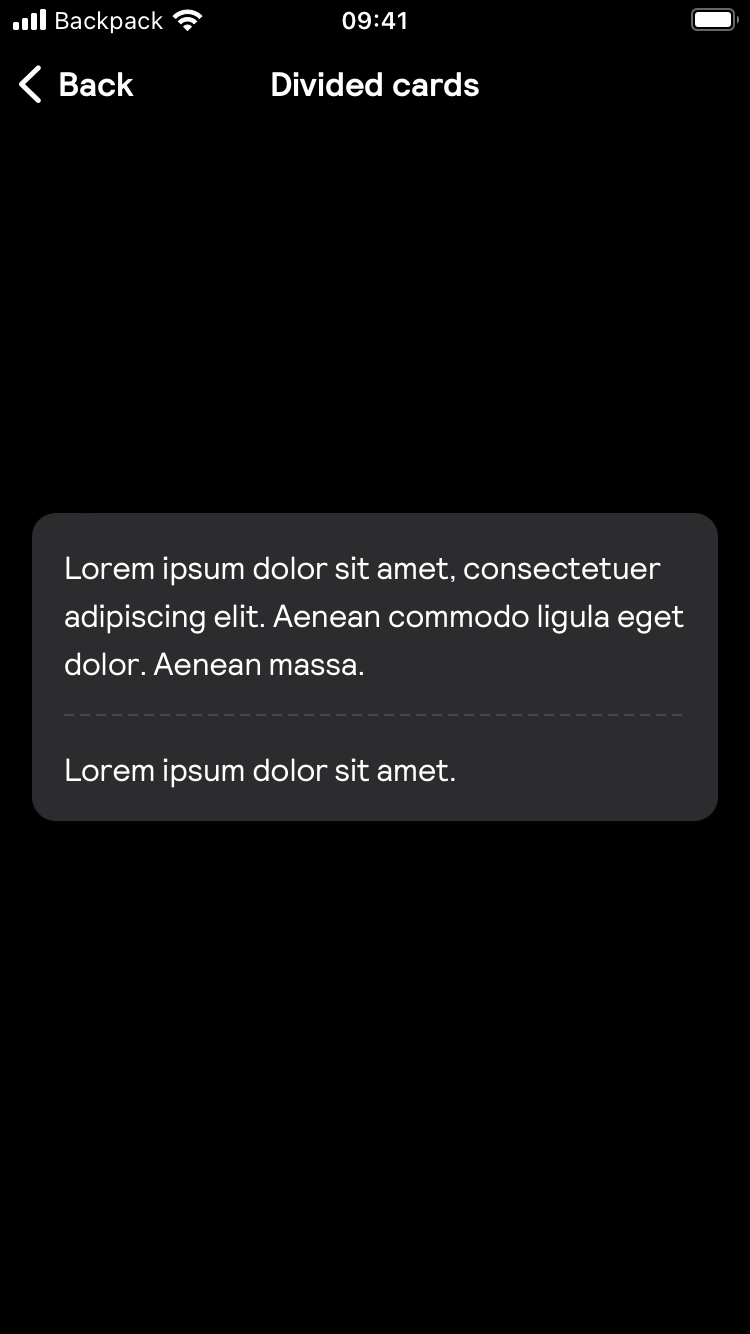 Backpack
09:41
Back
Divided cards
Lorem ipsum dolor sit amet, consectetuer
adipiscing elit. Aenean commodo ligula eget
dolor. Aenean massa.
Lorem ipsum dolor sit amet.